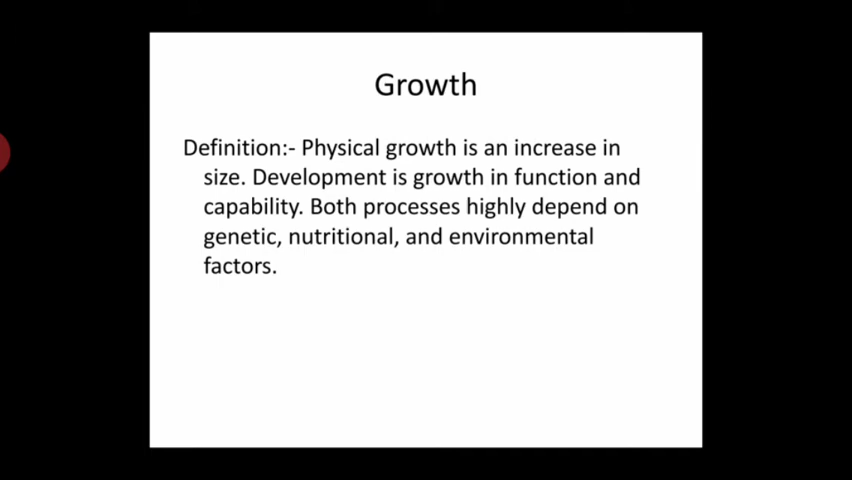 Growth
Definition:- Physical growth is an increase in
size. Development is growth in function and
capability. Both processes highly depend on
genetic, nutritional, and environmental
factors.